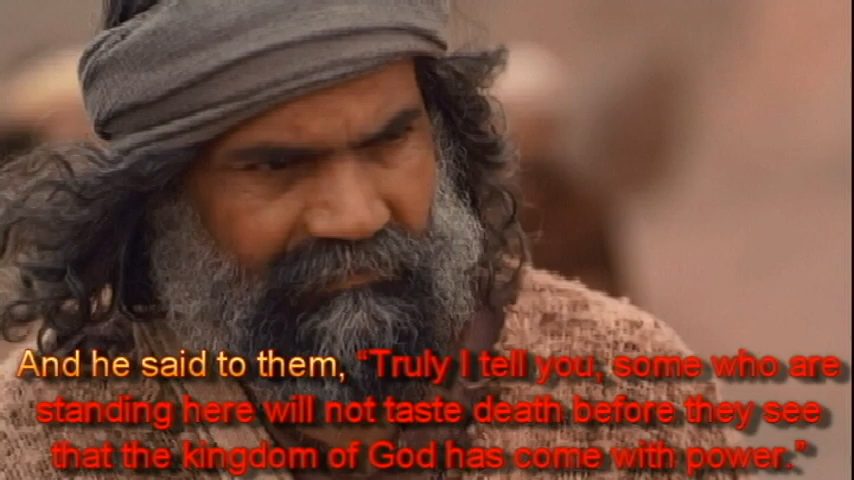 And he said to them, “Truly I tell you, some who are
standing here will not taste death before they see
that the kingdom of God has come with power.”